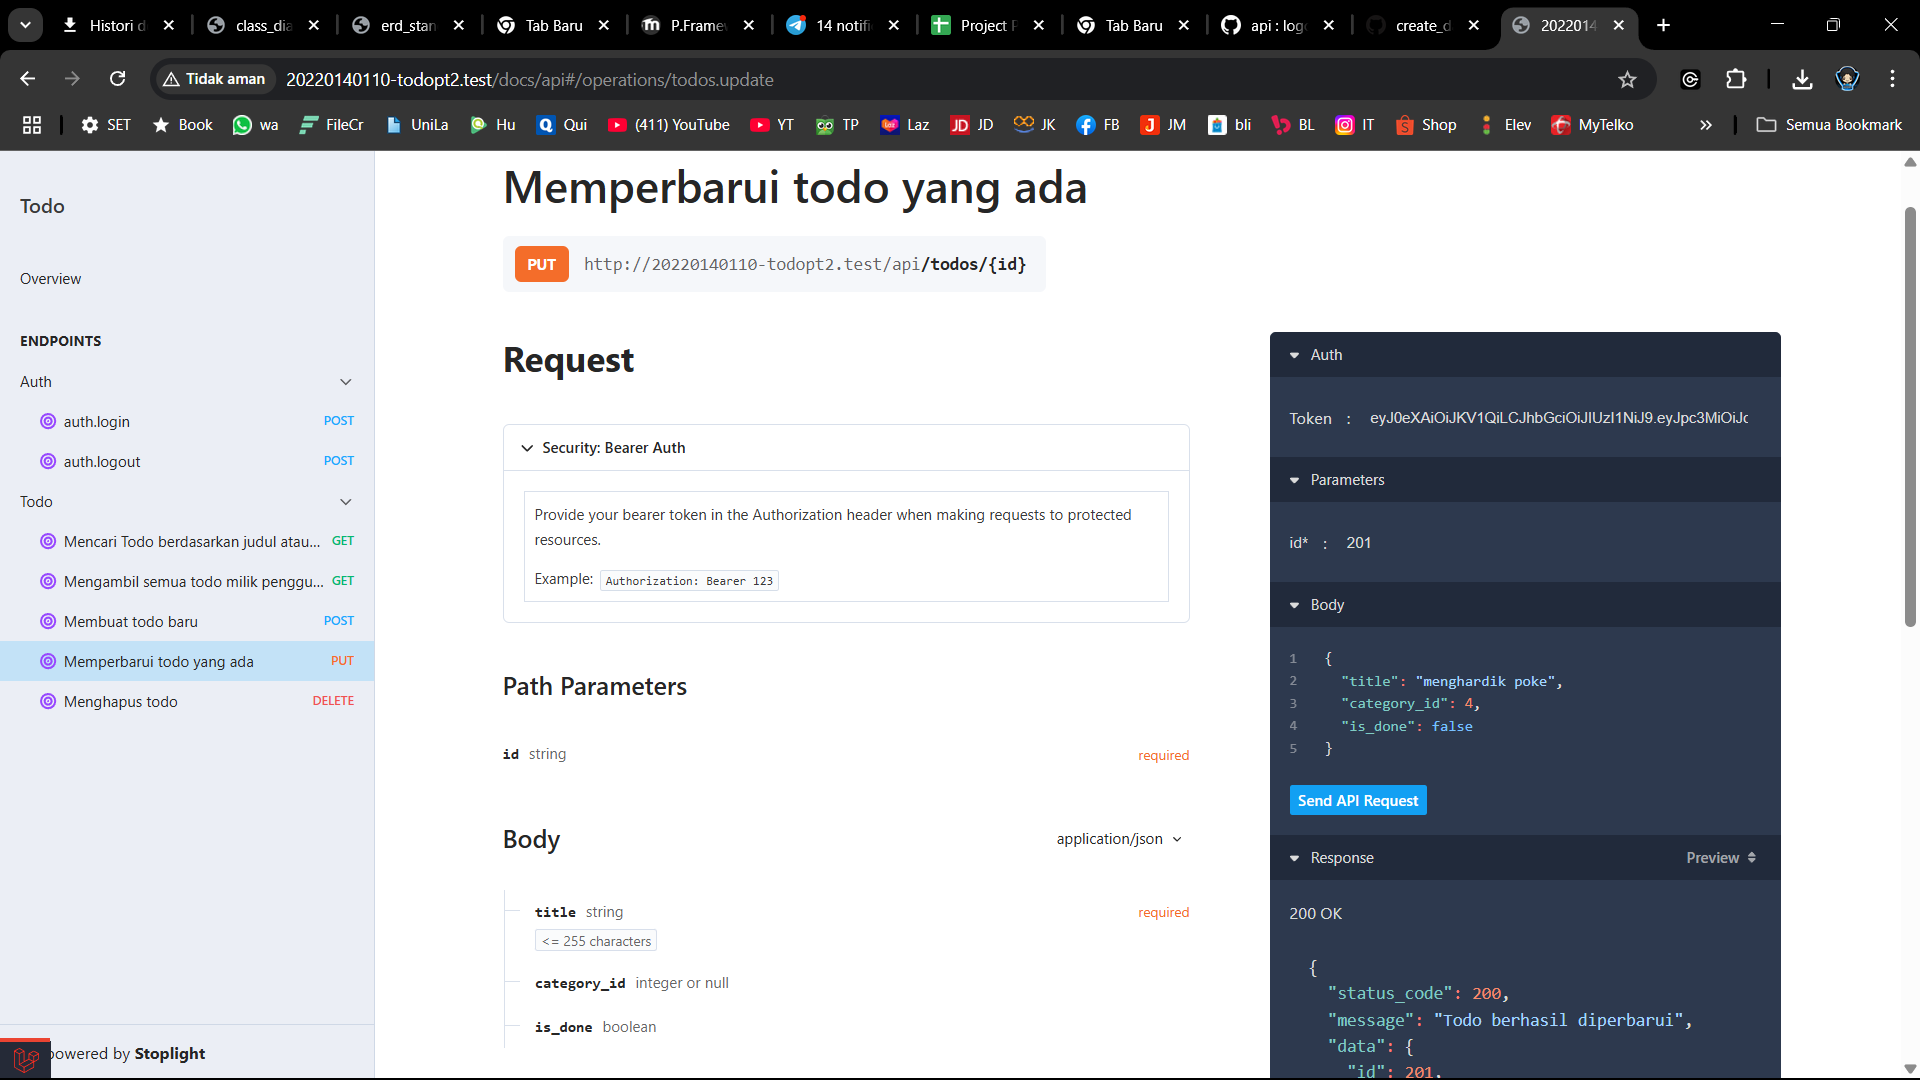 Histori d
class_dia
erd_stan
Tab Baru
P.Frame
14 notifi
Project P
Tab Baru
api : log
create_d
2022014
Tidak aman
20220140110-todopt2.test/docs/api#/operations/todos.update
SET
Book
wa
FileCr
UniLa
Hu
Qui
(411) YouTube
YT
TP
Laz
JD
JK
FB
JM
bli
BL
IT
Shop
Elev
MyTelko
Semua Bookmark
Todo
Overview
ENDPOINTS
Auth
auth.login POST
auth.logout POST
Todo
Mencari Todo berdasarkan judul atau... GET
Mengambil semua todo milik penggu... GET
Membuat todo baru POST
Memperbarui todo yang ada PUT
Menghapus todo DELETE
powered by Stoplight
Memperbarui todo yang ada
PUT http://20220140110-todopt2.test/api/todos/{id}
Request
Security: Bearer Auth
Provide your bearer token in the Authorization header when making requests to protected
resources.
Example: Authorization: Bearer 123
Path Parameters
id string required
Body application/json
title string required
<= 255 characters
category_id integer or null
is_done boolean
Auth
Token : eyJ0eXAiOiJKV1QiLCJhbGciOiJIUzI1NiJ9.eyJpc3MiOiJo
Parameters
id* : 201
Body
1 {
2 "title": "menghardik poke",
3 "category_id": 4,
4 "is_done": false
5 }
Send API Request
Response Preview
200 OK
{
"status_code": 200,
"message": "Todo berhasil diperbarui",
"data": {
"id": 201,